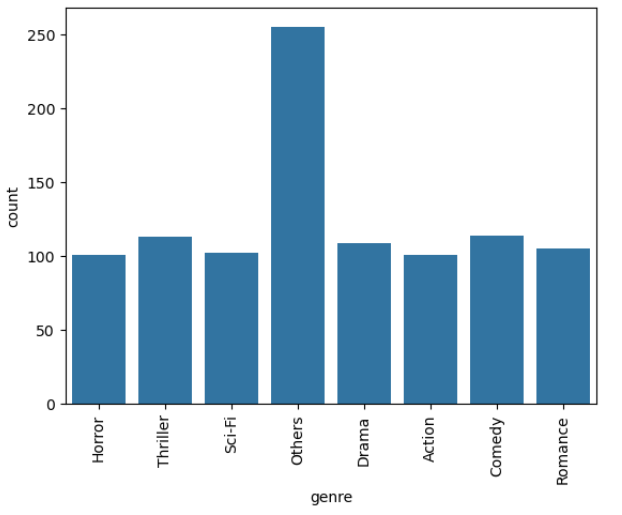 250
200
150
100
50
0
count
Horror
Thriller
Sci-Fi
Others
Drama
Action
Comedy
Romance
genre